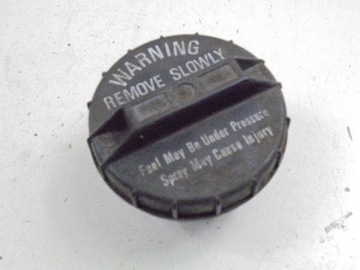 WARNING
REMOVE SLOWLY
Fuel May Be Under Pressure
Spray May Cause Injury